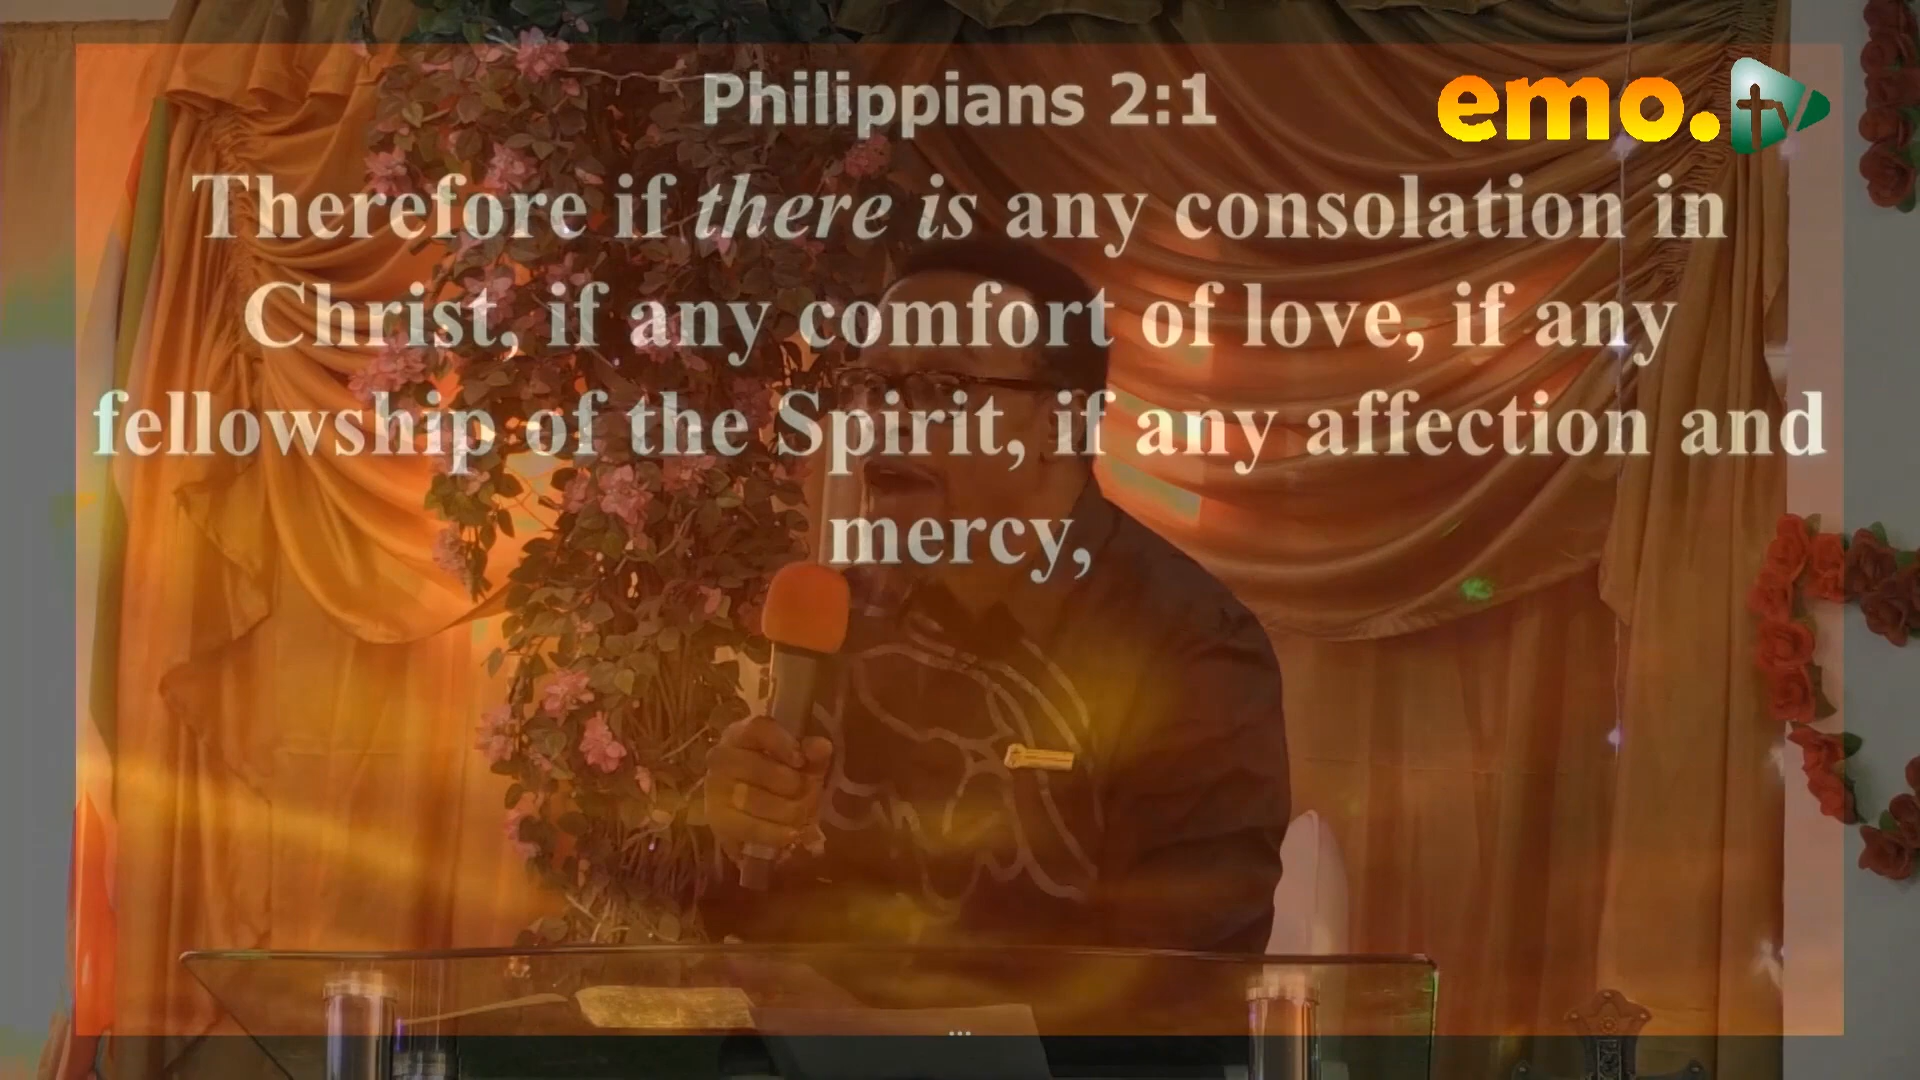 Philippians 2:1
emo.tv
Therefore if there is any consolation in
Christ, if any comfort of love, if any
fellowship of the Spirit, if any affection and
mercy,
...